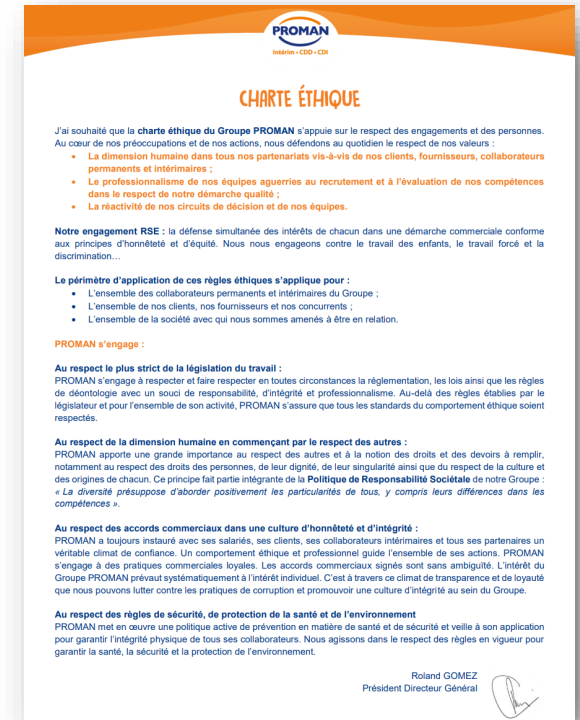 PROMAN
Intérim • CDD • CDI
CHARTE ÉTHIQUE
J'ai souhaité que la charte éthique du Groupe PROMAN s'appuie sur le respect des engagements et des personnes.
Au cœur de nos préoccupations et de nos actions, nous défendons au quotidien le respect de nos valeurs :
• La dimension humaine dans tous nos partenariats vis-à-vis de nos clients, fournisseurs, collaborateurs
permanents et intérimaires ;
• Le professionnalisme de nos équipes aguerries au recrutement et à l'évaluation de nos compétences
dans le respect de notre démarche qualité ;
• La réactivité de nos circuits de décision et de nos équipes.
Notre engagement RSE : la défense simultanée des intérêts de chacun dans une démarche commerciale conforme
aux principes d'honnêteté et d'équité. Nous nous engageons contre le travail des enfants, le travail forcé et la
discrimination…
Le périmètre d'application de ces règles éthiques s'applique pour :
• L'ensemble des collaborateurs permanents et intérimaires du Groupe ;
• L'ensemble de nos clients, nos fournisseurs et nos concurrents ;
• L'ensemble de la société avec qui nous sommes amenés à être en relation.
PROMAN s'engage :
Au respect le plus strict de la législation du travail :
PROMAN s'engage à respecter et faire respecter en toutes circonstances la réglementation, les lois ainsi que les règles
de déontologie avec un souci de responsabilité, d'intégrité et professionnalisme. Au-delà des règles établies par le
législateur et pour l'ensemble de son activité, PROMAN s'assure que tous les standards du comportement éthique soient
respectés.
Au respect de la dimension humaine en commençant par le respect des autres :
PROMAN apporte une grande importance au respect des autres et à la notion des droits et des devoirs à remplir,
notamment au respect des droits des personnes, de leur dignité, de leur singularité ainsi que du respect de la culture et
des origines de chacun. Ce principe fait partie intégrante de la Politique de Responsabilité Sociétale de notre Groupe :
« La diversité présuppose d'aborder positivement les particularités de tous, y compris leurs différences dans les
compétences ».
Au respect des accords commerciaux dans une culture d'honnêteté et d'intégrité :
PROMAN a toujours instauré avec ses salariés, ses clients, ses collaborateurs intérimaires et tous ses partenaires un
véritable climat de confiance. Un comportement éthique et professionnel guide l'ensemble de ses actions. PROMAN
s'engage à des pratiques commerciales loyales. Les accords commerciaux signés sont sans ambiguïté. L'intérêt du
Groupe PROMAN prévaut systématiquement à l'intérêt individuel. C'est à travers ce climat de transparence et de loyauté
que nous pouvons lutter contre les pratiques de corruption et promouvoir une culture d'intégrité au sein du Groupe.
Au respect des règles de sécurité, de protection de la santé et de l'environnement
PROMAN met en œuvre une politique active de prévention en matière de santé et de sécurité et veille à son application
pour garantir l'intégrité physique de tous ses collaborateurs. Nous agissons dans le respect des règles en vigueur pour
garantir la santé, la sécurité et la protection de l'environnement.
Roland GOMEZ
Président Directeur Général